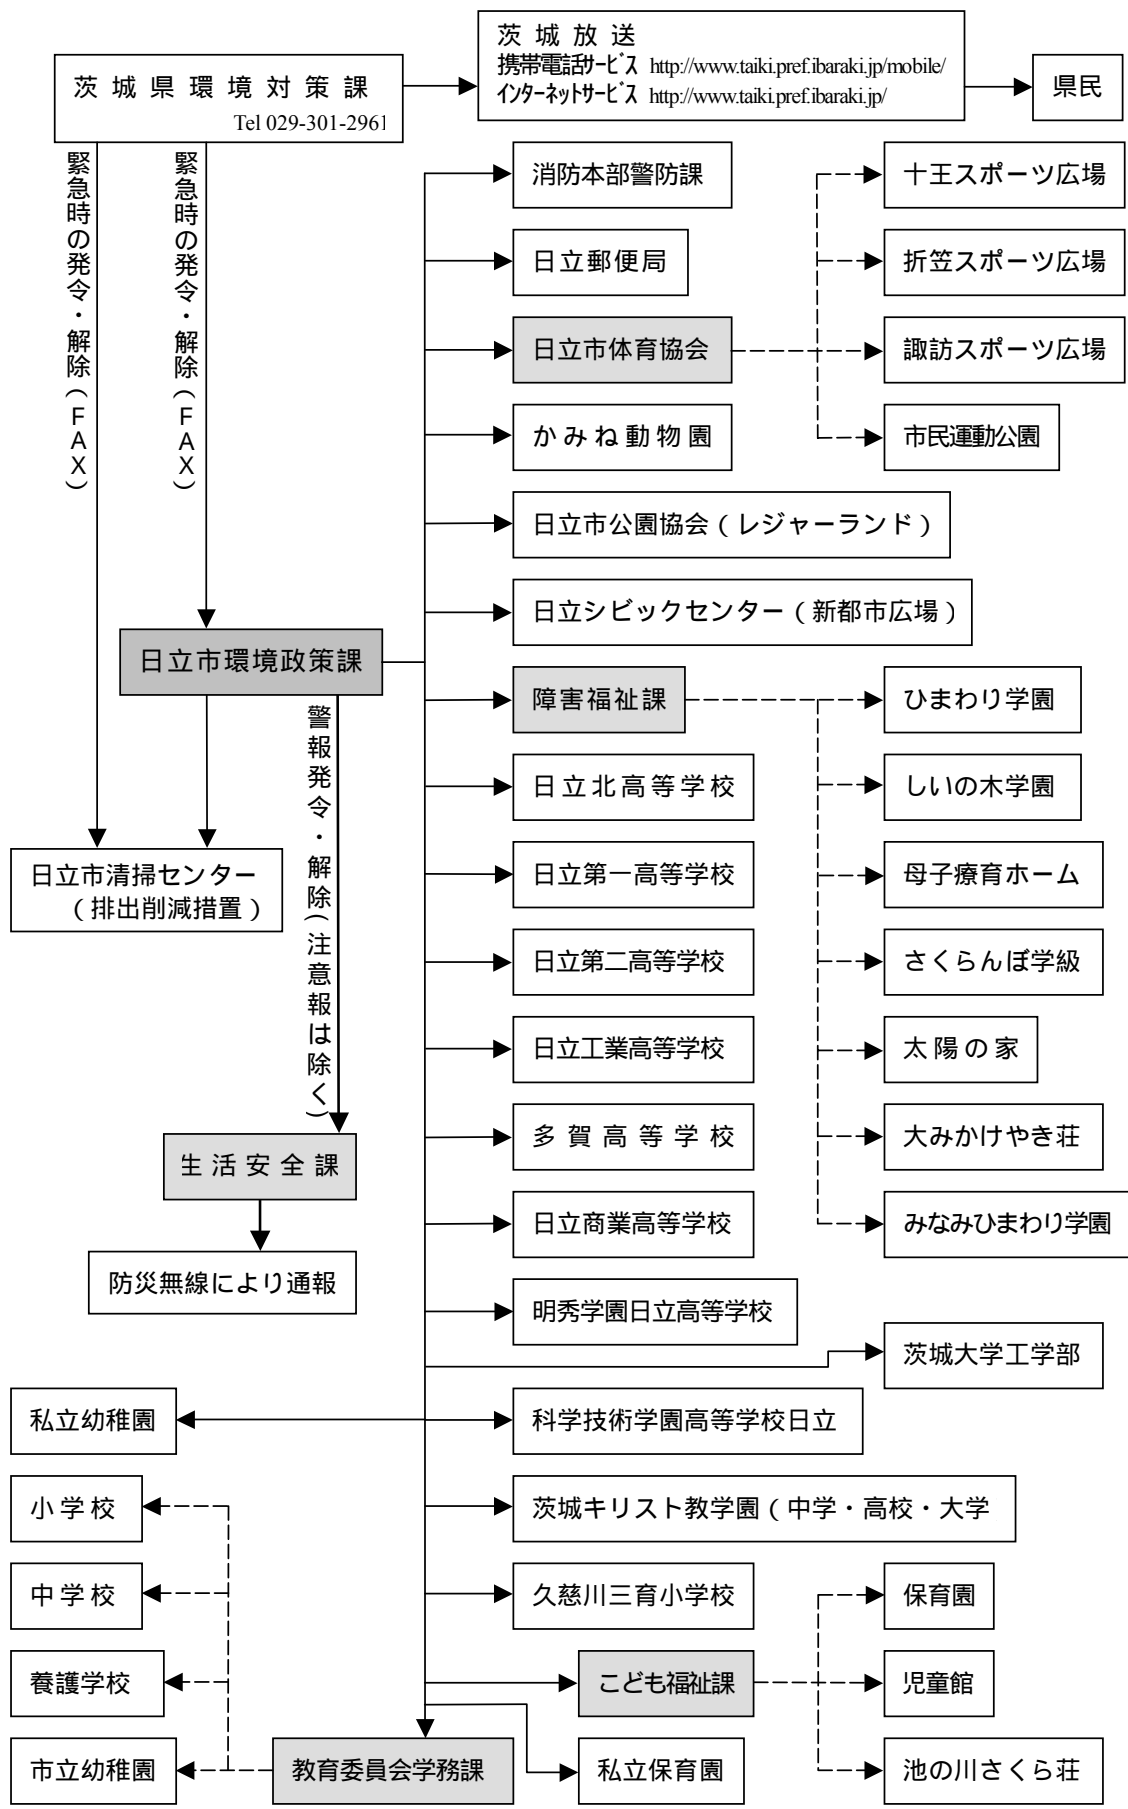 茨城県環境対策課
Tel 029-301-2961
茨城放送
携帯電話サービス http://www.taiki.pref.ibaraki.jp/mobile/
インターネットサービス http://www.taiki.pref.ibaraki.jp/
県民
緊急時の発令・解除(FAX)
緊急時の発令・解除(FAX)
消防本部警防課
日立郵便局
日立市体育協会
かみね動物園
日立市公園協会(レジャーランド)
日立シビックセンター(新都市広場)
十王スポーツ広場
折笠スポーツ広場
諏訪スポーツ広場
市民運動公園
日立市環境政策課
警報発令・解除(注意報は除く)
日立市清掃センター
(排出削減措置)
生活安全課
防災無線により通報
障害福祉課
日立北高等学校
日立第一高等学校
日立第二高等学校
日立工業高等学校
多賀高等学校
日立商業高等学校
明秀学園日立高等学校
ひまわり学園
しいの木学園
母子療育ホーム
さくらんぼ学級
太陽の家
大みかけやき荘
みなみひまわり学園
茨城大学工学部
私立幼稚園
科学技術学園高等学校日立
小学校
茨城キリスト教学園(中学・高校・大学
中学校
久慈川三育小学校
保育園
養護学校
こども福祉課
児童館
市立幼稚園
教育委員会学務課
私立保育園
池の川さくら荘